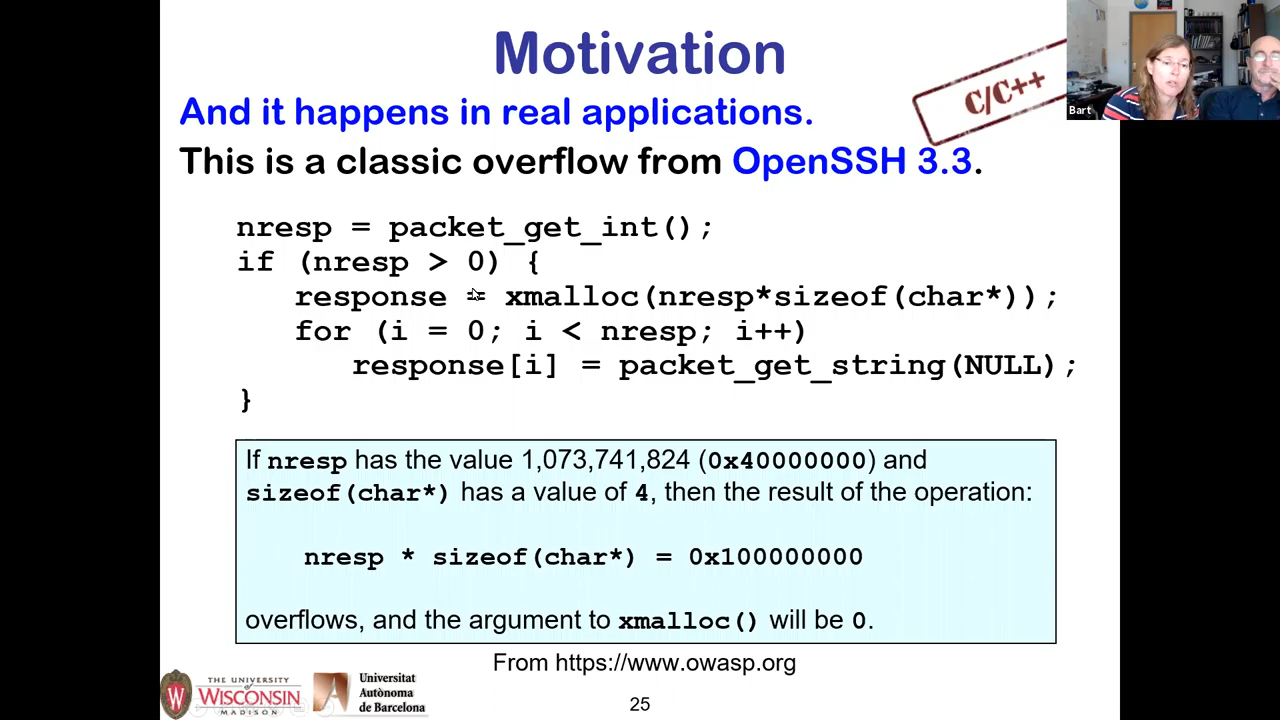 Motivation
C/C++
Bart
And it happens in real applications.
This is a classic overflow from OpenSSH 3.3.
nresp = packet_get_int();
if (nresp > 0) {
response = xmalloc(nresp*sizeof(char*));
for (i = 0; i < nresp; i++)
response[i] = packet_get_string(NULL);
}
If nresp has the value 1,073,741,824 (0x40000000) and
sizeof(char*) has a value of 4, then the result of the operation:
nresp * sizeof(char*) = 0x100000000
overflows, and the argument to xmalloc() will be 0.
From https://www.owasp.org
THE UNIVERSITY
of
WISCONSIN
MADISON
Universitat
Autònoma
de Barcelona
25